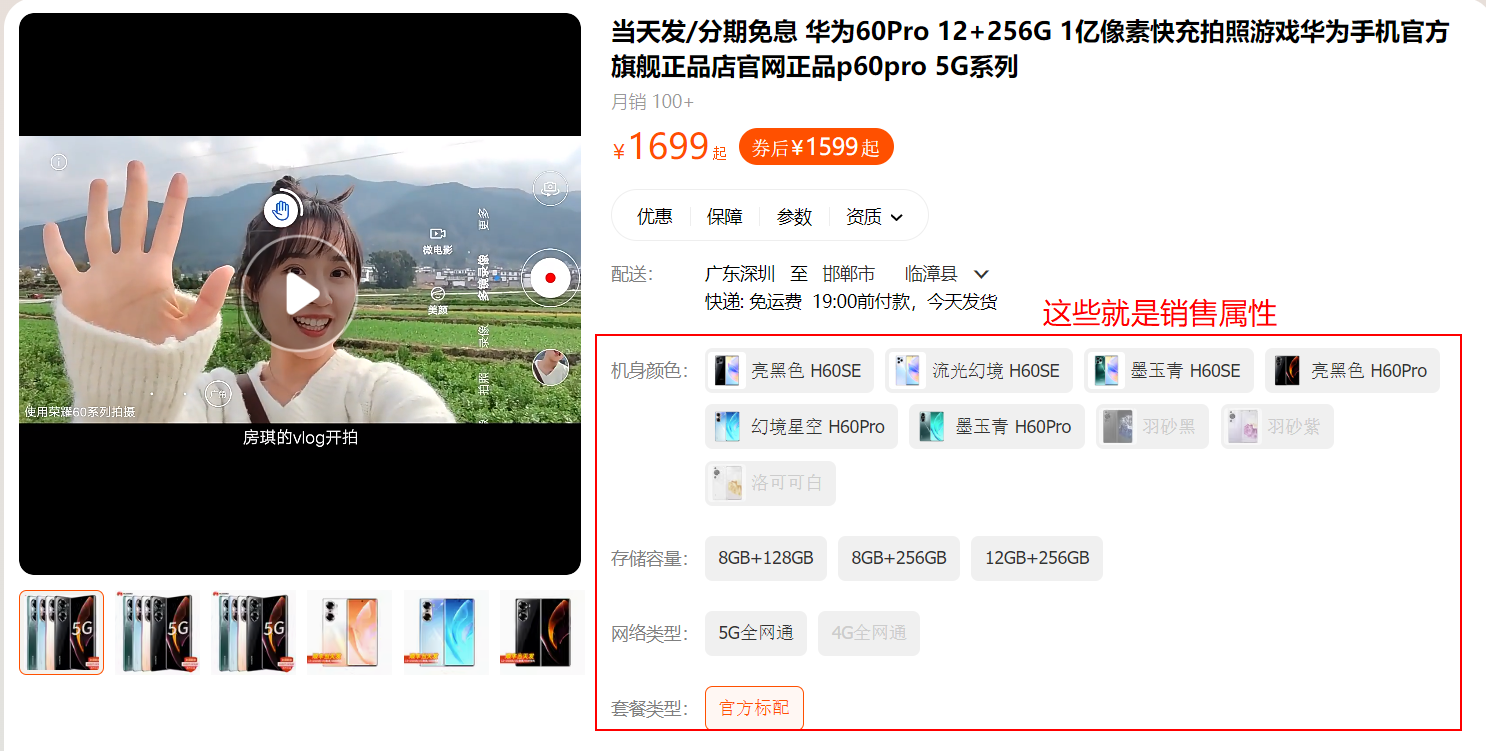 当天发/分期免息 华为60Pro 12+256G 1亿像素快充拍照游戏华为手机官方
旗舰正品店官网正品p60pro 5G系列
月销 100+
¥1699起 券后¥1599起
优惠 保障 参数 资质
配送： 广东深圳 至 邯郸市 临漳县
快递: 免运费 19:00前付款，今天发货
这些就是销售属性
机身颜色： 亮黑色 H60SE 流光幻境 H60SE 墨玉青 H60SE 亮黑色 H60Pro
幻境星空 H60Pro 墨玉青 H60Pro 羽砂黑 羽砂紫
洛可可白
存储容量： 8GB+128GB 8GB+256GB 12GB+256GB
网络类型： 5G全网通 4G全网通
套餐类型： 官方标配
更多
微电影
多镜录像
美颜
录像
拍照
广角
使用荣耀60系列拍摄
房琪的vlog开拍
5G
5G
5G